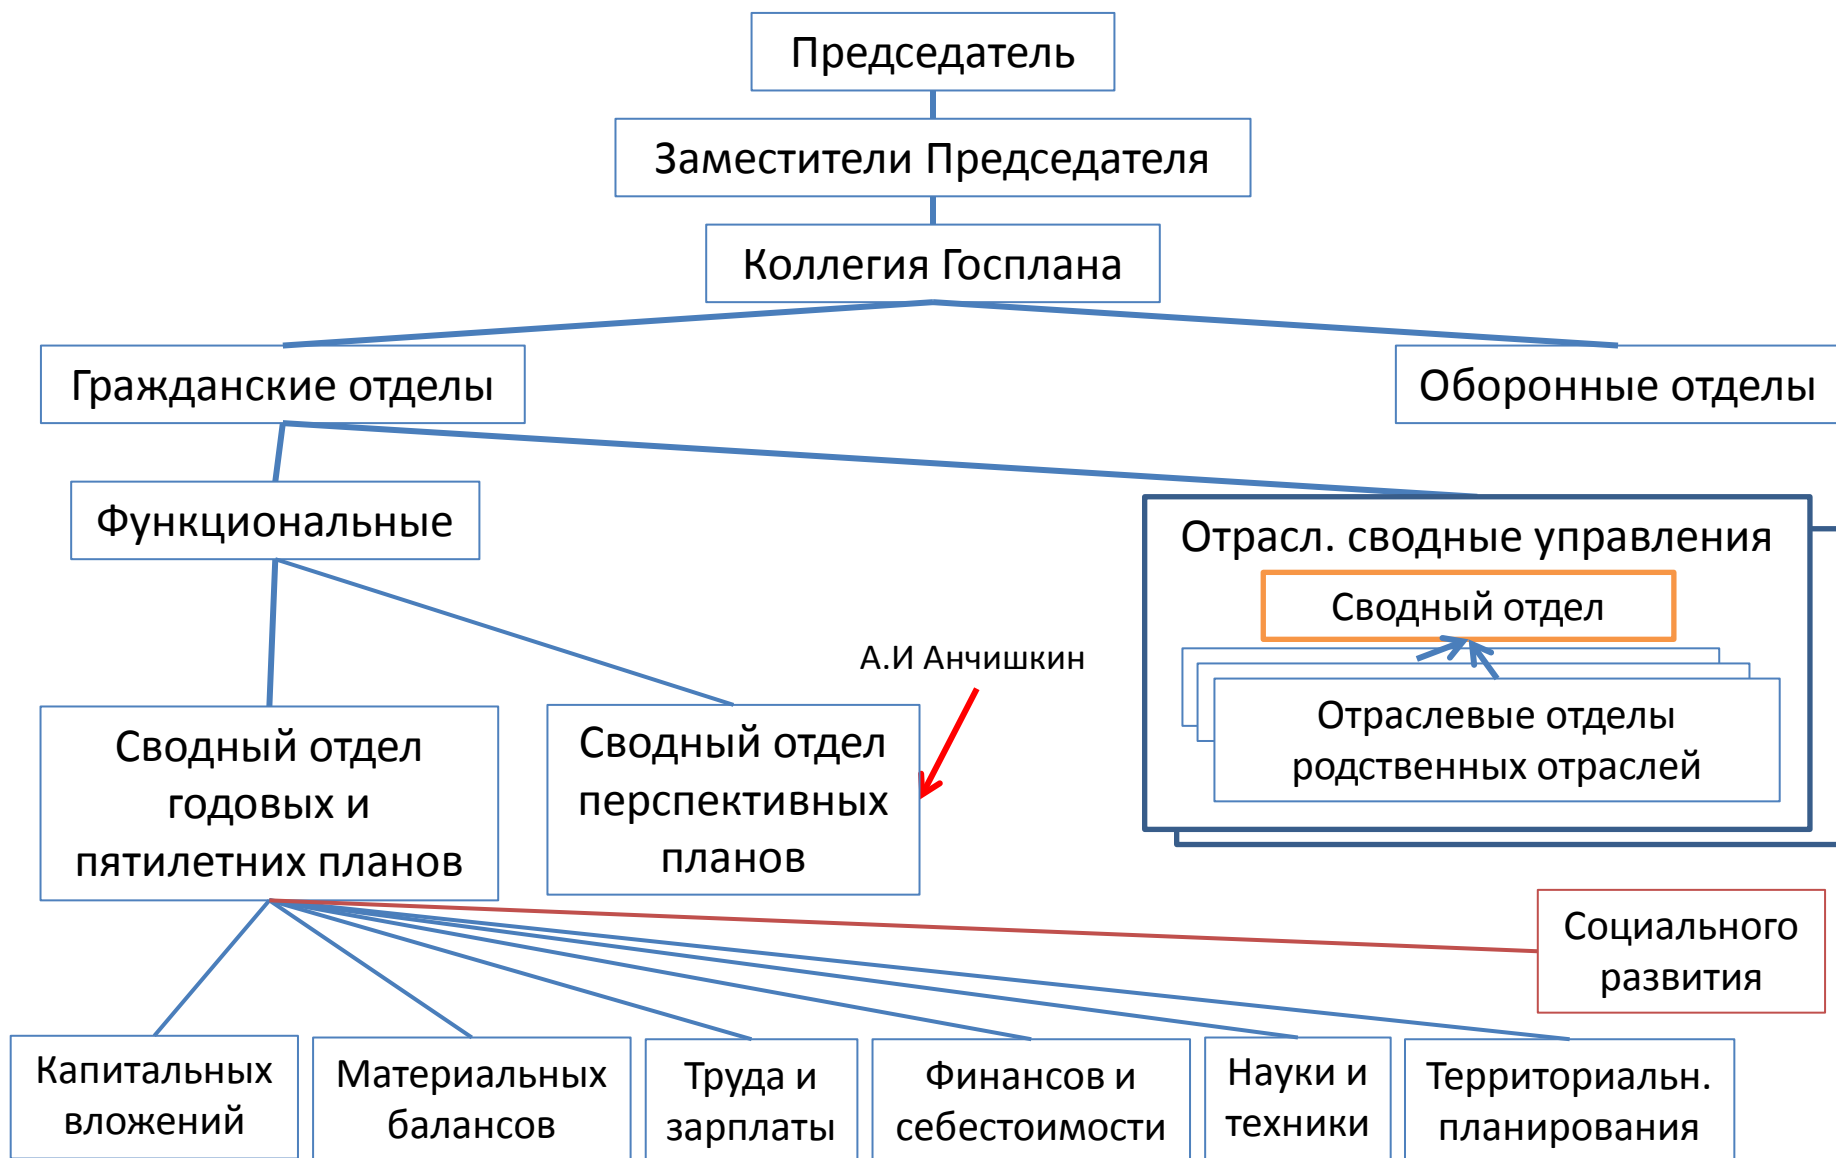 Председатель
Заместители Председателя
Коллегия Госплана
Гражданские отделы
Оборонные отделы
Функциональные
Отрасл. сводные управления
Сводный отдел
А.И Анчишкин
Отраслевые отделы
родственных отраслей
Сводный отдел
годовых и
пятилетних планов
Сводный отдел
перспективных
планов
Социального
развития
Капитальных
вложений
Материальных
балансов
Труда и
зарплаты
Финансов и
себестоимости
Науки и
техники
Территориальн.
планирования